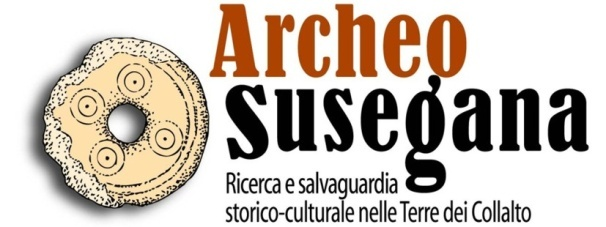 Archeo
Susegana
Ricerca e salvaguardia
storico-culturale nelle Terre dei Collalto